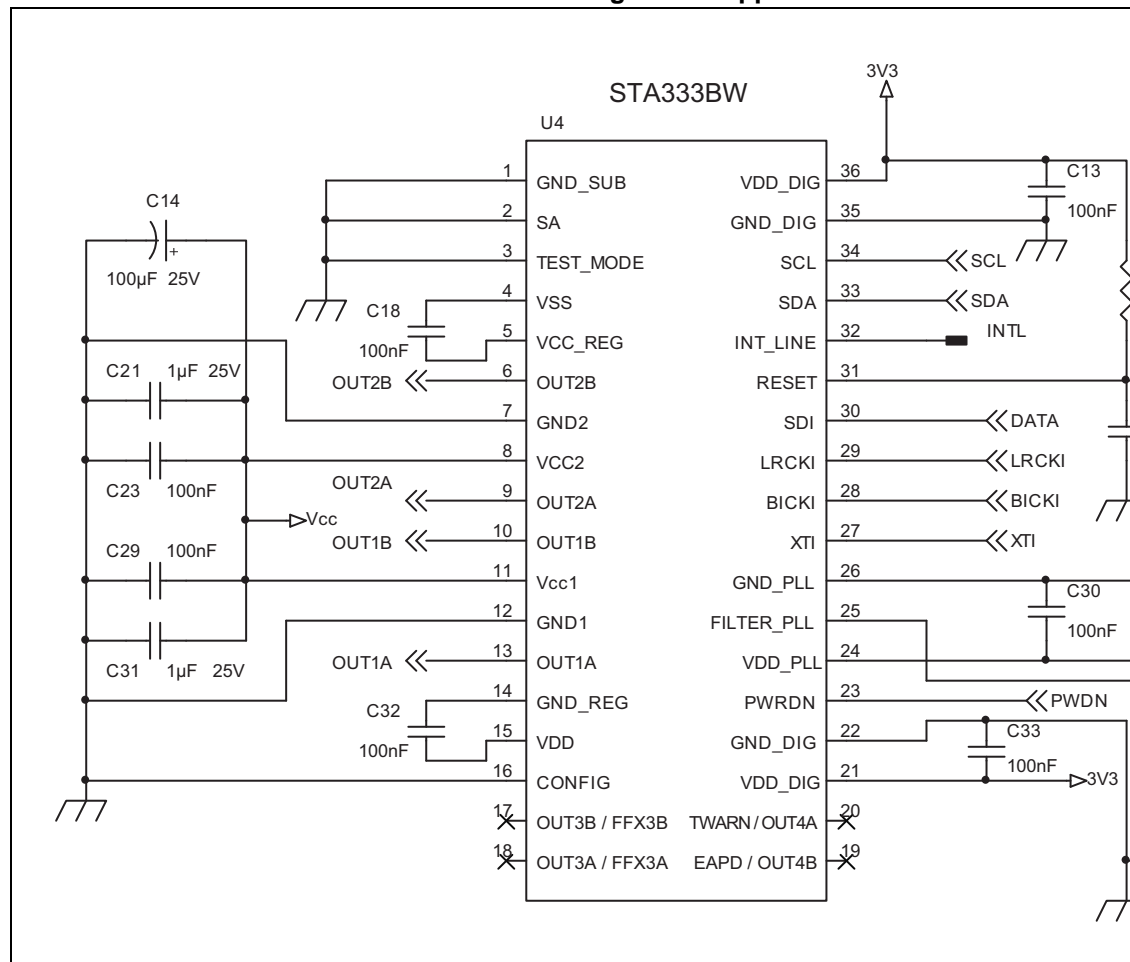 STA333BW
U4
3V3
1 GND_SUB
2 SA
3 TEST_MODE
4 VSS
5 VCC_REG
6 OUT2B
7 GND2
8 VCC2
9 OUT2A
10 OUT1B
11 Vcc1
12 GND1
13 OUT1A
14 GND_REG
15 VDD
16 CONFIG
17 OUT3B / FFX3B
18 OUT3A / FFX3A
VDD_DIG 36
GND_DIG 35
SCL 34
SDA 33
INT_LINE 32
RESET 31
SDI 30
LRCKI 29
BICKI 28
XTI 27
GND_PLL 26
FILTER_PLL 25
VDD_PLL 24
PWRDN 23
GND_DIG 22
VDD_DIG 21
TWARN / OUT4A 20
EAPD / OUT4B 19
C14
+
100µF 25V
C18
100nF
OUT2B
C21 1µF 25V
C23 100nF
OUT2A
Vcc
OUT1B
C29 100nF
C31 1µF 25V
OUT1A
C32
100nF
C13
100nF
SCL
SDA
INTL
DATA
LRCKI
BICKI
XTI
C30
100nF
PWDN
C33
100nF
3V3